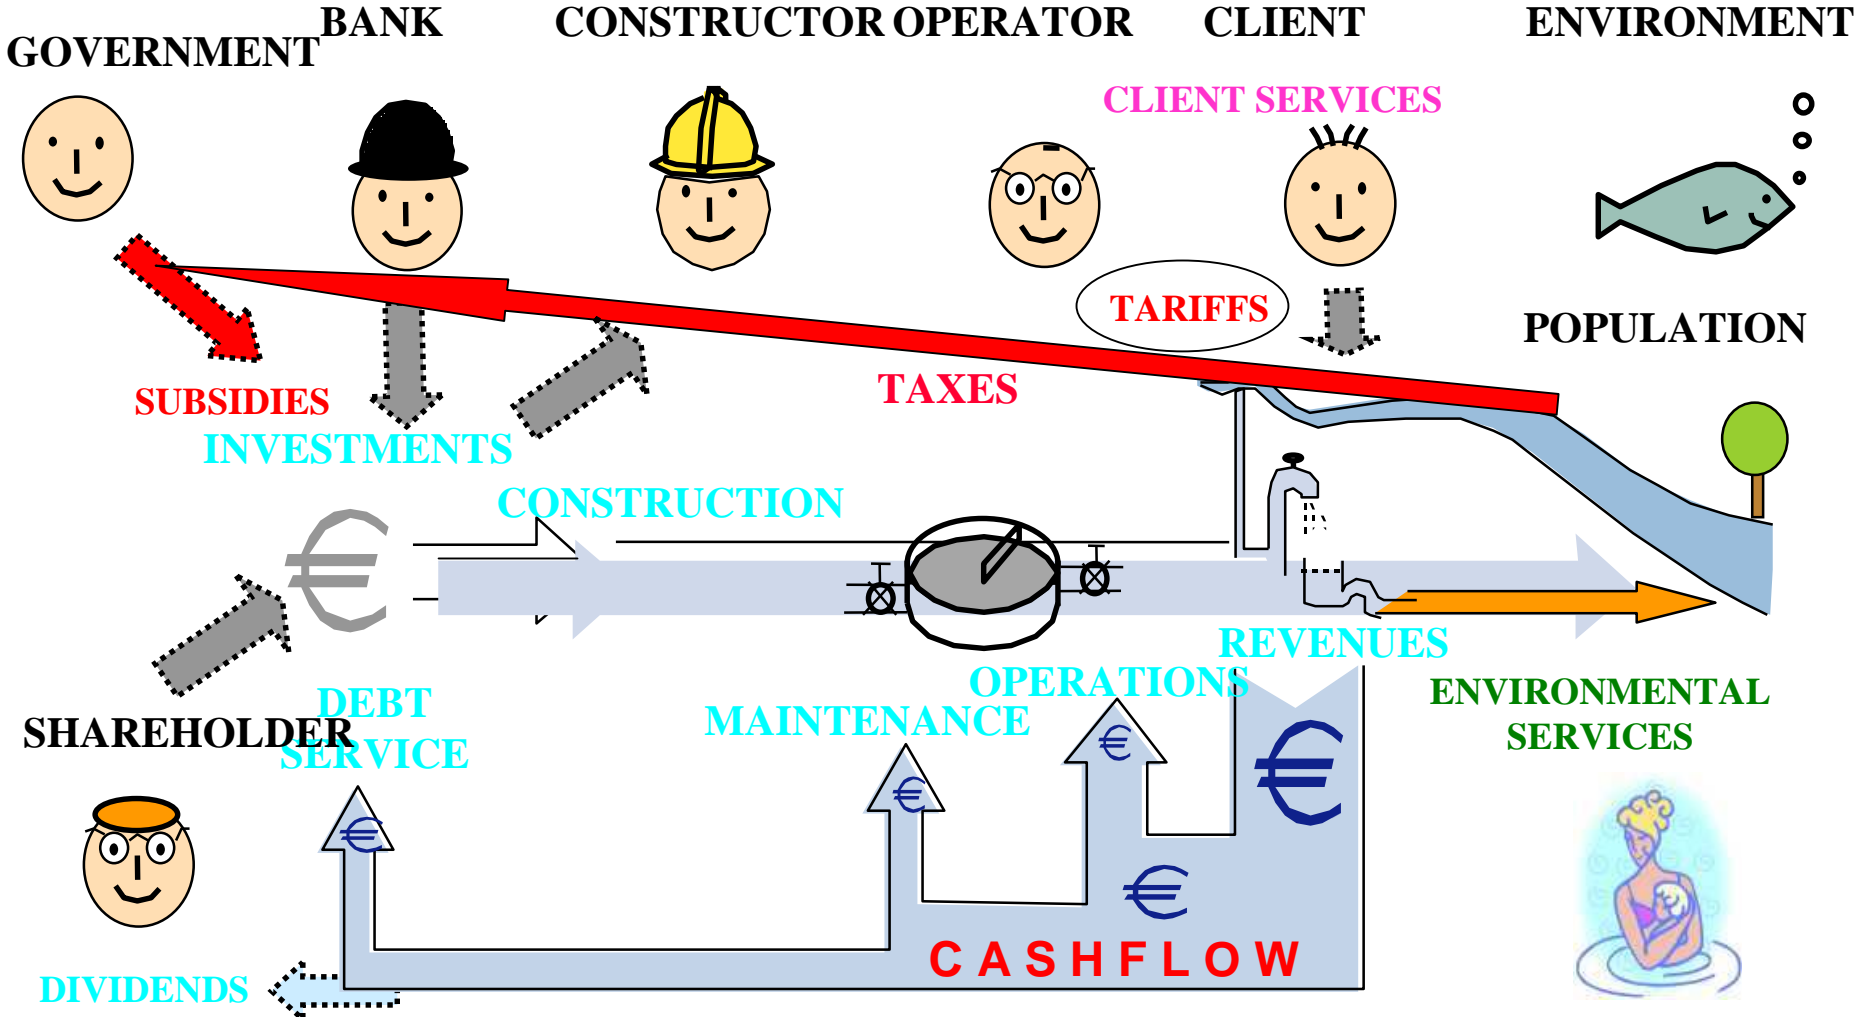 BANK
CONSTRUCTOR
OPERATOR
CLIENT
ENVIRONMENT
GOVERNMENT
CLIENT SERVICES
TARIFFS
POPULATION
TAXES
SUBSIDIES
INVESTMENTS
CONSTRUCTION
€
REVENUES
OPERATIONS
ENVIRONMENTAL
SERVICES
DEBT
SERVICE
MAINTENANCE
SHAREHOLDER
€
€
€
€
€
CASHFLOW
DIVIDENDS